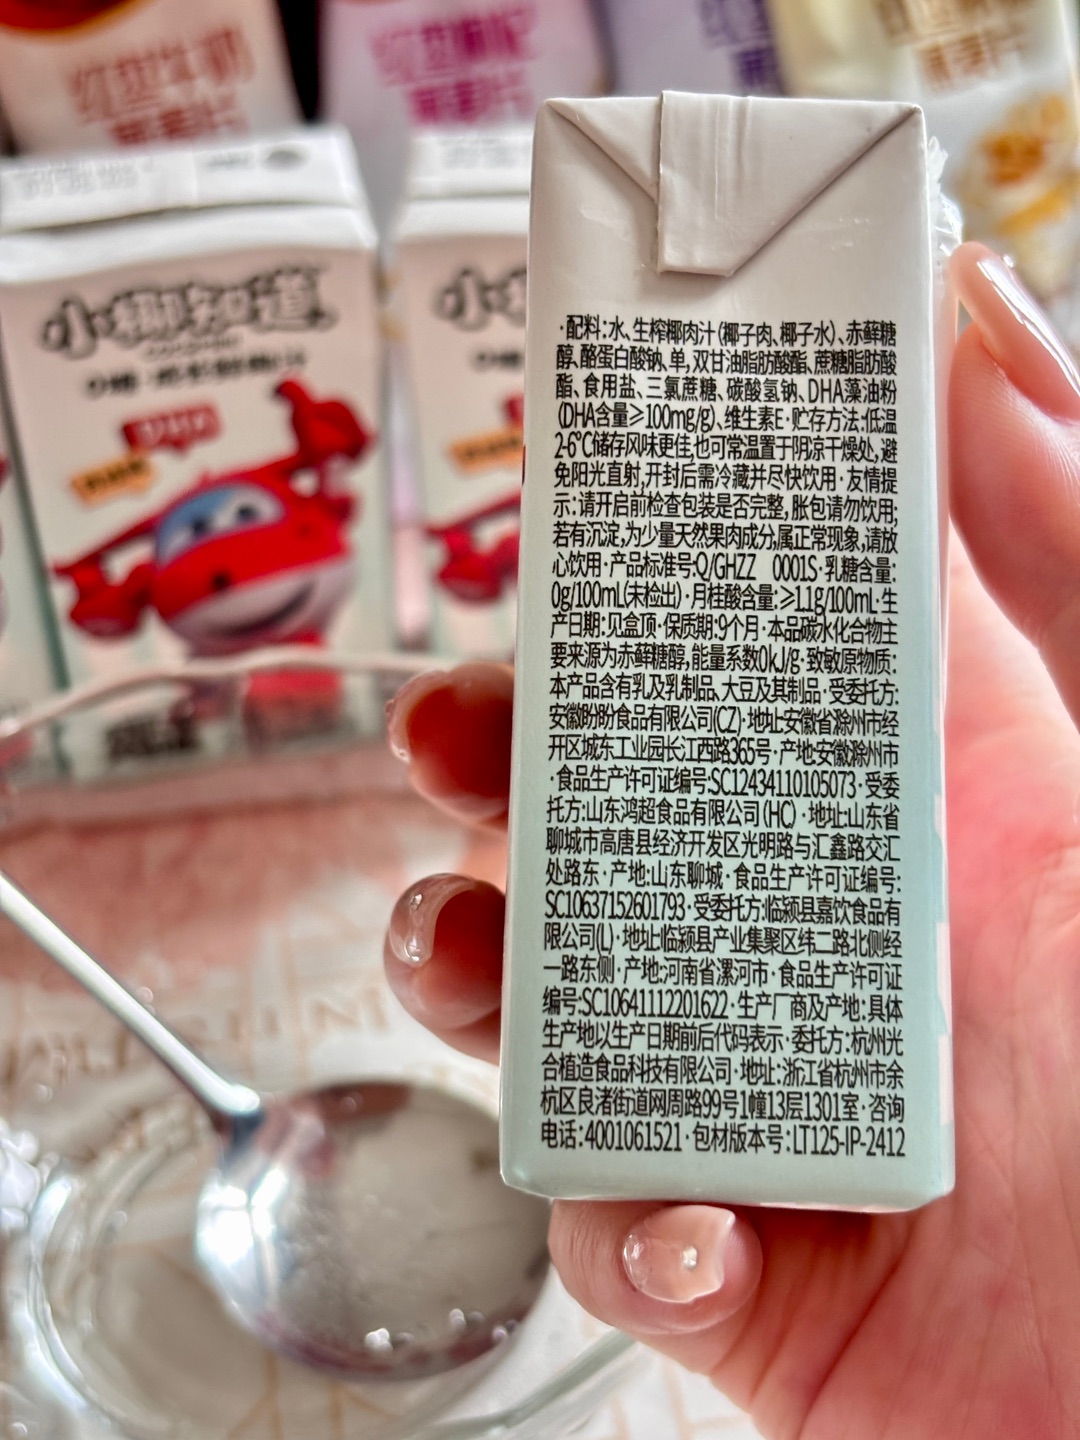 红豆牛奶
燕麦片
燕麦片
小椰知道
小椰
DHA
·配料:水、生榨椰肉汁(椰子肉、椰子水)、赤藓糖
醇、酪蛋白酸钠、单,双甘油脂肪酸酯、蔗糖脂肪酸
酯、食用盐、三氯蔗糖、碳酸氢钠、DHA藻油粉
(DHA含量≥100mg/g)、维生素E·贮存方法:低温
2-6℃储存风味更佳,也可常温置于阴凉干燥处,避
免阳光直射,开封后需冷藏并尽快饮用·友情提
示:请开启前检查包装是否完整,胀包请勿饮用;
若有沉淀,为少量天然果肉成分,属正常现象,请放
心饮用·产品标准号:Q/GHZZ 0001S·乳糖含量:
0g/100mL(未检出)·月桂酸含量:≥1.1g/100mL·生
产日期:见盒顶·保质期:9个月·本品碳水化合物主
要来源为赤藓糖醇,能量系数0kJ/g·致敏原物质:
本产品含有乳及乳制品、大豆及其制品·受委托方:
安徽盼盼食品有限公司(CZ)·地址:安徽省滁州市经
开区城东工业园长江西路365号·产地:安徽滁州市
·食品生产许可证编号:SC12434110105073·受委
托方:山东鸿超食品有限公司(HC)·地址:山东省
聊城市高唐县经济开发区光明路与汇鑫路交汇
处路东·产地:山东聊城·食品生产许可证编号:
SC10637152601793·受委托方:临颍县嘉饮食品有
限公司(L)·地址:临颍县产业集聚区纬二路北侧经
一路东侧·产地:河南省漯河市·食品生产许可证
编号:SC10641112201622·生产厂商及产地:具体
生产地以生产日期前后代码表示·委托方:杭州光
合植造食品科技有限公司·地址:浙江省杭州市余
杭区良渚街道网周路99号1幢13层1301室·咨询
电话:4001061521·包材版本号:LT125-IP-2412